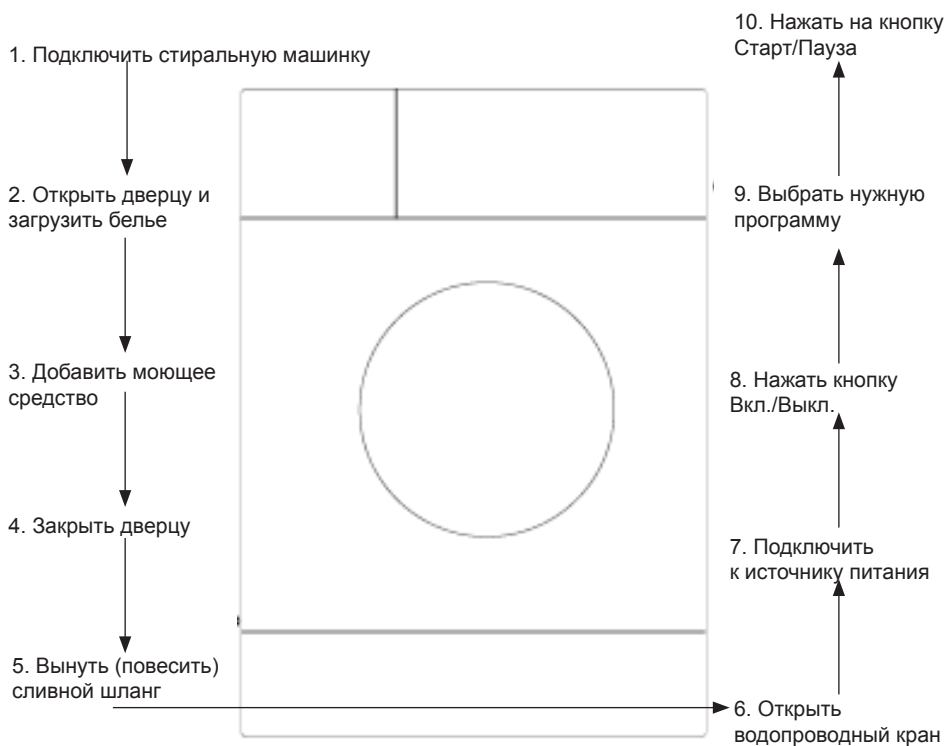 1. Подключить стиральную машинку
2. Открыть дверцу и
загрузить белье
3. Добавить моющее
средство
4. Закрыть дверцу
5. Вынуть (повесить)
сливной шланг
6. Открыть
водопроводный кран
7. Подключить
к источнику питания
8. Нажать кнопку
Вкл./Выкл.
9. Выбрать нужную
программу
10. Нажать на кнопку
Старт/Пауза